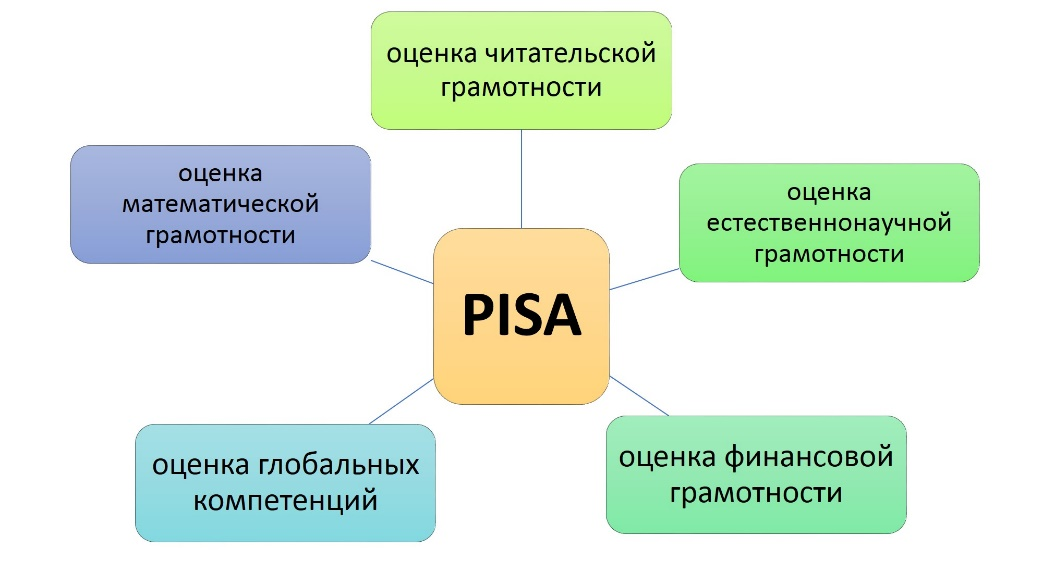 оценка читательской
грамотности
оценка
математической
грамотности
оценка
естественнонаучной
грамотности
PISA
оценка глобальных
компетенций
оценка финансовой
грамотности